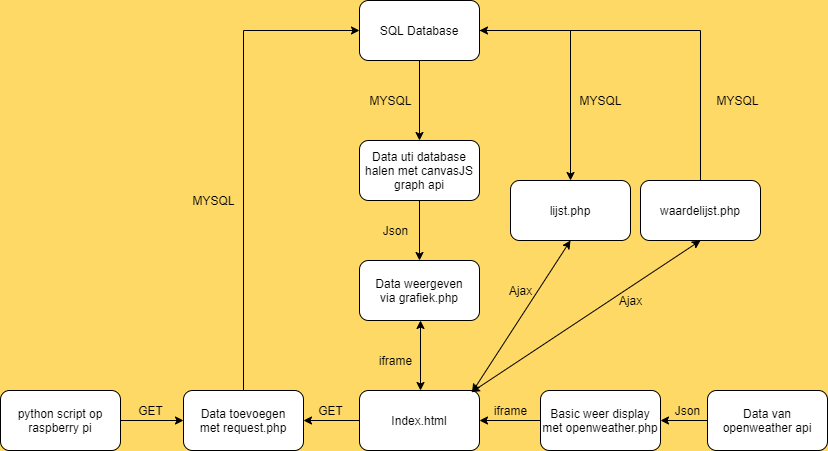 SQL Database
MYSQL
MYSQL
MYSQL
Data uti database
halen met canvasJS
graph api
MYSQL
lijst.php
waardelijst.php
Json
Data weergeven
via grafiek.php
Ajax
Ajax
iframe
python script op
raspberry pi
GET
Data toevoegen
met request.php
GET
Index.html
iframe
Basic weer display
met openweather.php
Json
Data van
openweather api